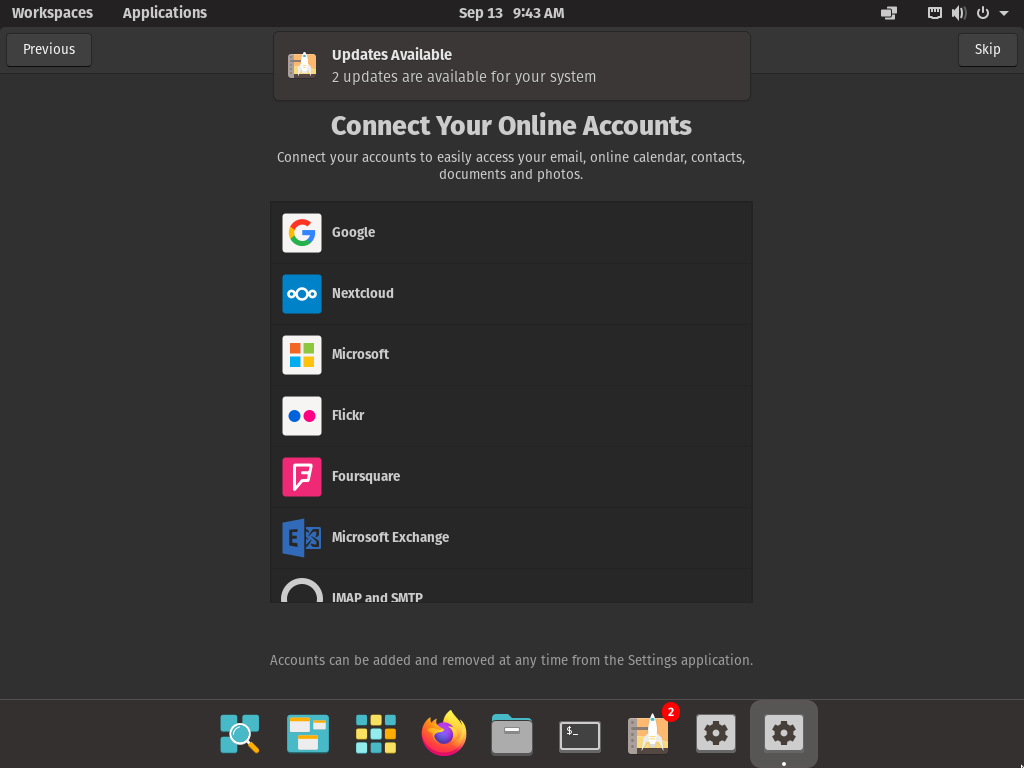 Workspaces Applications Sep 13 9:43 AM
Previous
Updates Available
2 updates are available for your system
Skip
Connect Your Online Accounts
Connect your accounts to easily access your email, online calendar, contacts,
documents and photos.
Google
Nextcloud
Microsoft
Flickr
Foursquare
E
Microsoft Exchange
IMAP and SMTP
Accounts can be added and removed at any time from the Settings application.
$_
2